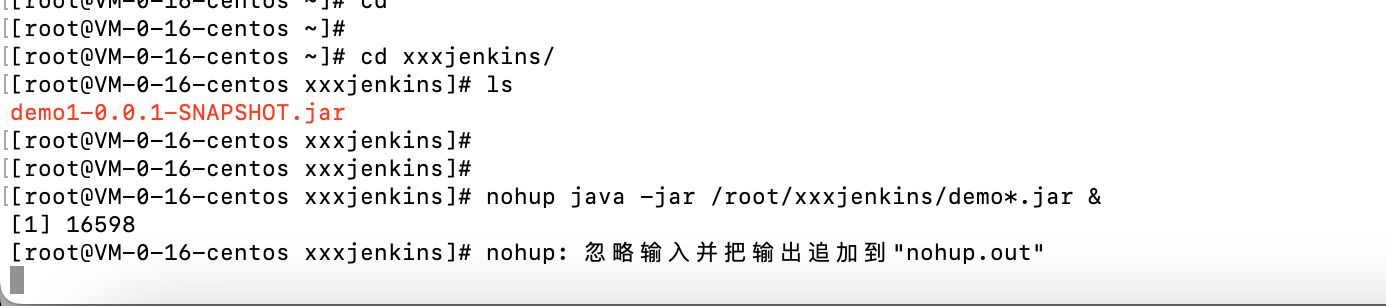 [[root@VM-0-16-centos ~]# cd
[[root@VM-0-16-centos ~]#
[[root@VM-0-16-centos ~]# cd xxxjenkins/
[[root@VM-0-16-centos xxxjenkins]# ls
demo1-0.0.1-SNAPSHOT.jar
[[root@VM-0-16-centos xxxjenkins]#
[[root@VM-0-16-centos xxxjenkins]#
[[root@VM-0-16-centos xxxjenkins]# nohup java -jar /root/xxxjenkins/demo*.jar &
[1] 16598
[root@VM-0-16-centos xxxjenkins]# nohup: 忽略输入并把输出追加到"nohup.out"